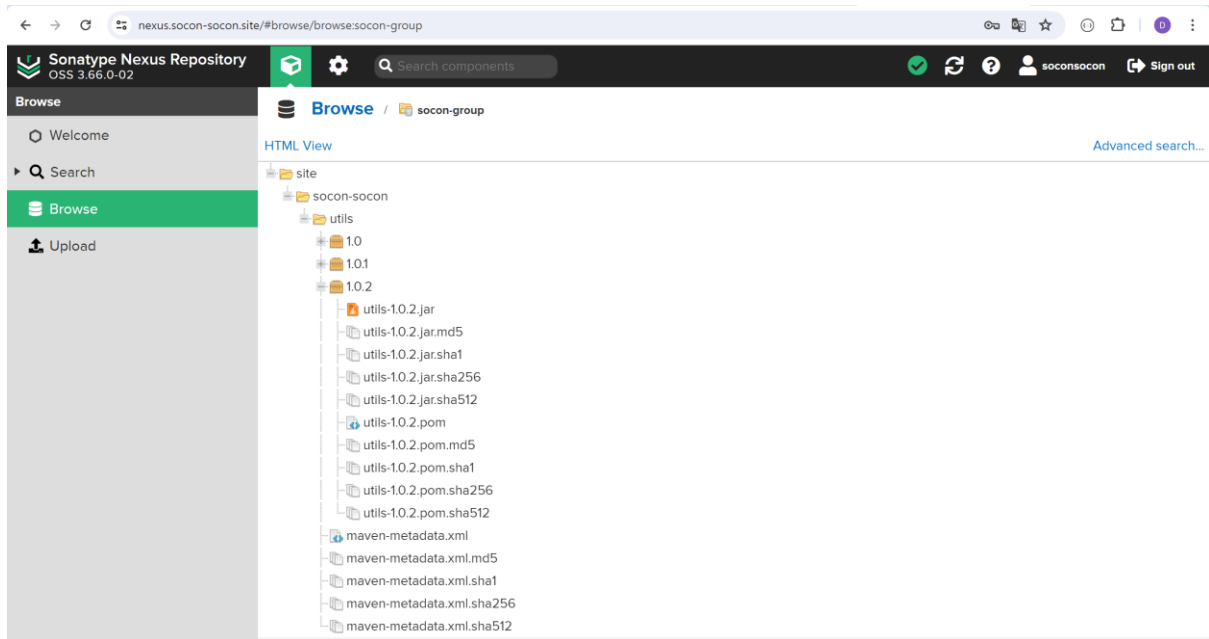 nexus.socon-socon.site/#browse/browse:socon-group
D
Sonatype Nexus Repository
OSS 3.66.0-02
Search components
soconsocon
Sign out
Browse
Welcome
Search
Browse
Upload
Browse / socon-group
HTML View
Advanced search...
site
socon-socon
utils
1.0
1.0.1
1.0.2
utils-1.0.2.jar
utils-1.0.2.jar.md5
utils-1.0.2.jar.sha1
utils-1.0.2.jar.sha256
utils-1.0.2.jar.sha512
utils-1.0.2.pom
utils-1.0.2.pom.md5
utils-1.0.2.pom.sha1
utils-1.0.2.pom.sha256
utils-1.0.2.pom.sha512
maven-metadata.xml
maven-metadata.xml.md5
maven-metadata.xml.sha1
maven-metadata.xml.sha256
maven-metadata.xml.sha512